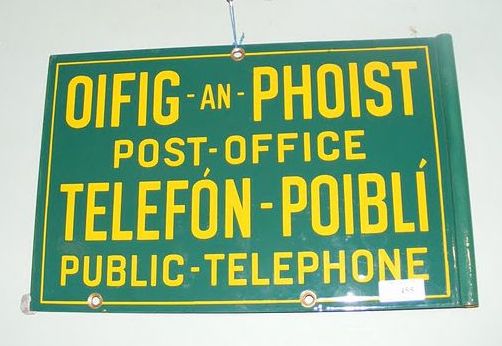 OIFIG-AN-PHOIST
POST-OFFICE
TELEFÓN-POIBLÍ
PUBLIC-TELEPHONE